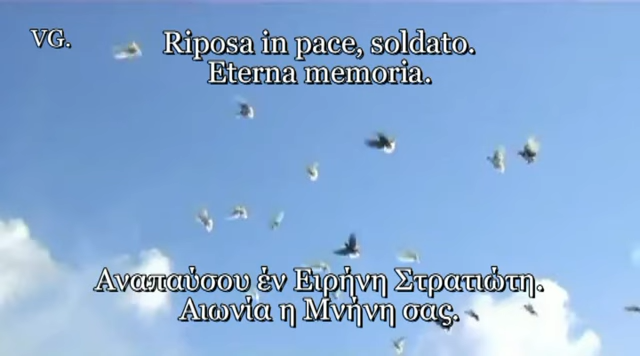 VG.
Riposa in pace, soldato.
Eterna memoria.
Αναπαύσου έν Ειρήνη Στρατιώτη.
Αιωνία η Μνήνη σας.